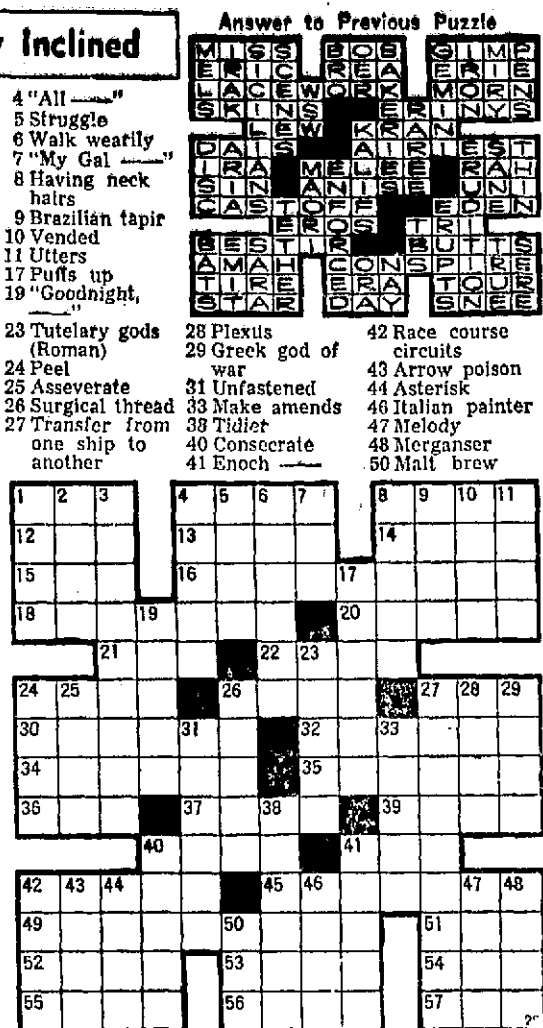 y Inclined
Answer to Previous Puzzle
MISS BOB GIMP
ERIC REA ERIE
LACEWORK MORN
SKINS ERINYS
LEW KRAN
DAIS AIRIEST
IRA MELEE RAH
SIN ANISE UNI
CASTOFF EDEN
EROS TRI
BESTIR BUTTS
AMAH CONSPIRE
TIRE ERA TOUR
STAR DAY SNEE
4 "All ——"
5 Struggle
6 Walk wearily
7 "My Gal ——"
8 Having neck
hairs
9 Brazilian tapir
10 Vended
11 Utters
17 Puffs up
19 "Goodnight,
——"
23 Tutelary gods
(Roman)
24 Peel
25 Asseverate
26 Surgical thread
27 Transfer from
one ship to
another
28 Plexus
29 Greek god of
war
31 Unfastened
33 Make amends
38 Tidier
40 Consecrate
41 Enoch ——
42 Race course
circuits
43 Arrow poison
44 Asterisk
46 Italian painter
47 Melody
48 Merganser
50 Malt brew
1 2 3 4 5 6 7 8 9 10 11
12 13 14
15 16 17
18 19 20
21 22 23
24 25 26 27 28 29
30 31 32 33
34 35
36 37 38 39
40 41
42 43 44 45 46 47 48
49 50 51
52 53 54
55 56 57